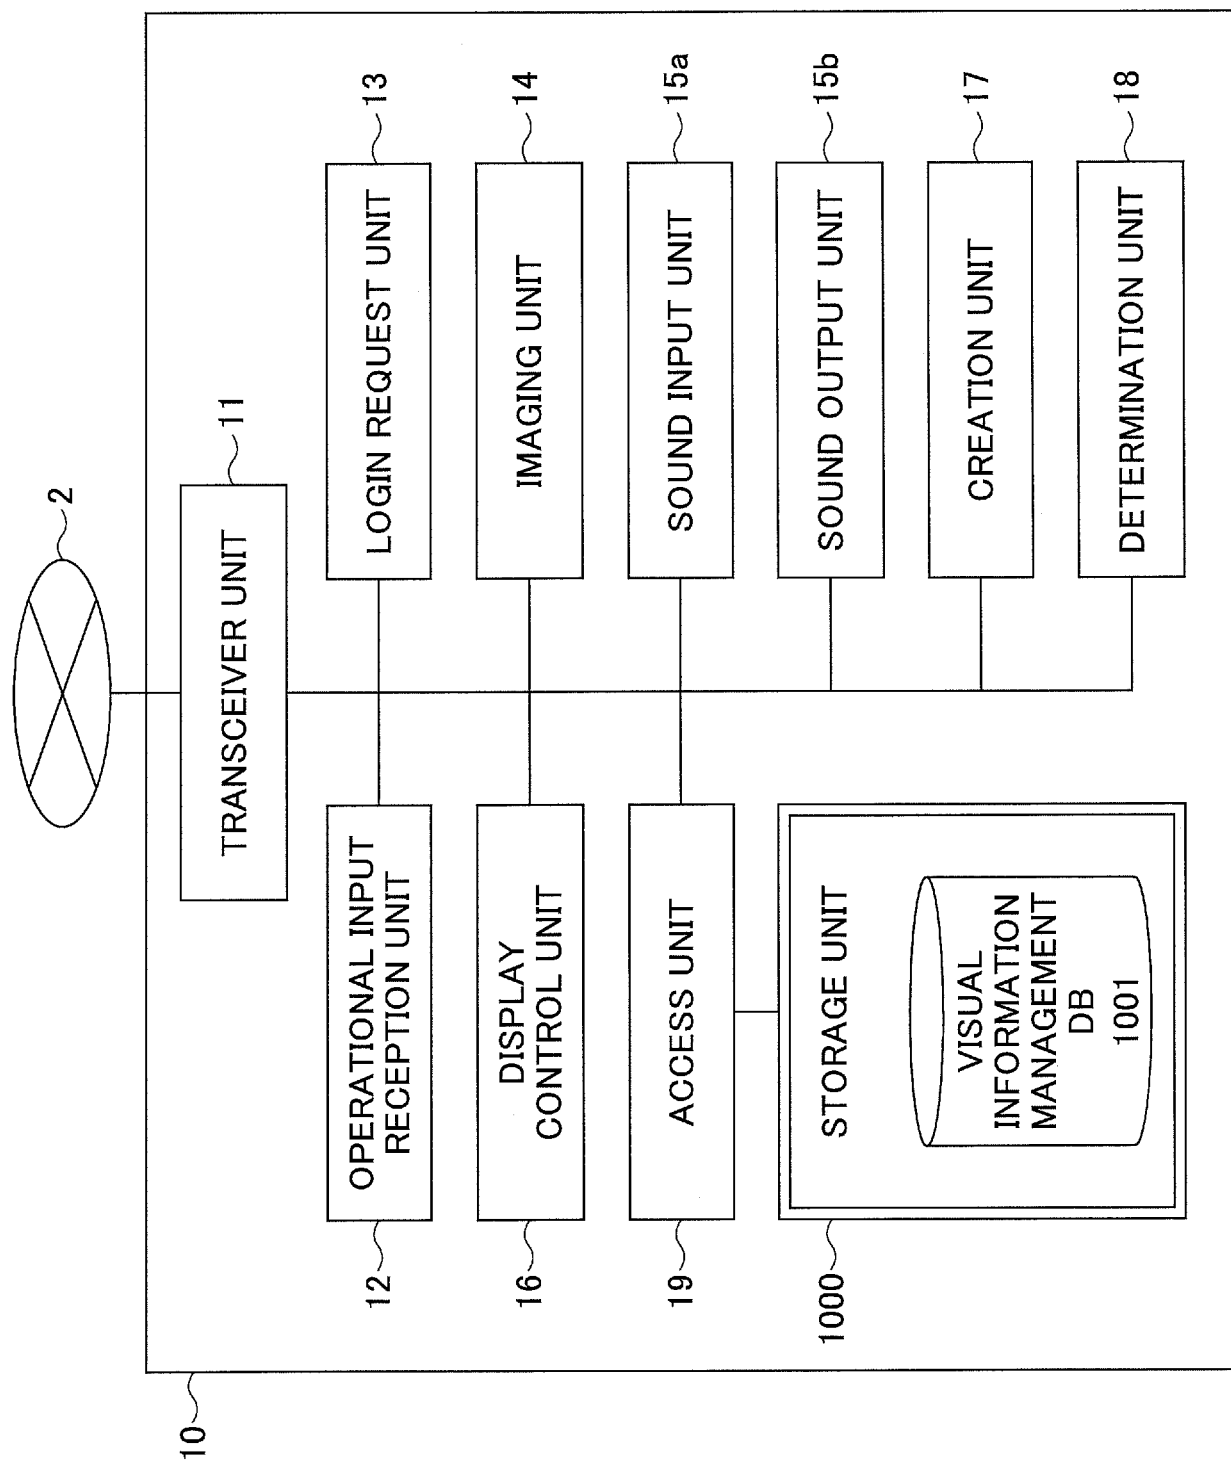 2
TRANSCEIVER UNIT
11
10
OPERATIONAL INPUT
RECEPTION UNIT
12
LOGIN REQUEST UNIT
13
DISPLAY
CONTROL UNIT
16
IMAGING UNIT
14
ACCESS UNIT
19
SOUND INPUT UNIT
15a
STORAGE UNIT
1000
VISUAL
INFORMATION
MANAGEMENT
DB
1001
SOUND OUTPUT UNIT
15b
CREATION UNIT
17
DETERMINATION UNIT
18